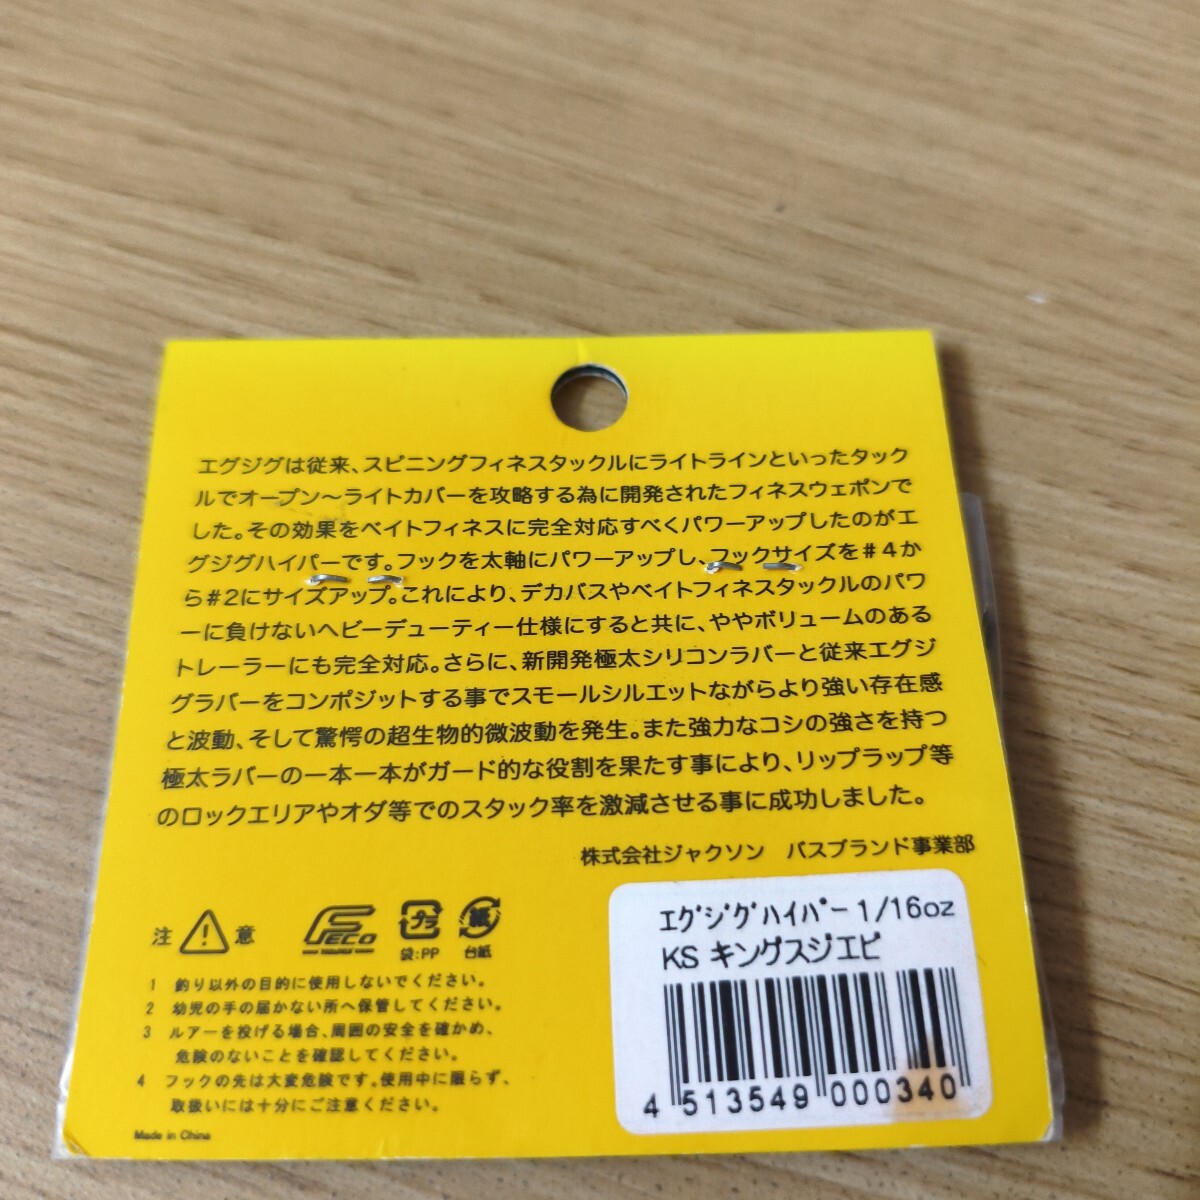 エグジグは従来、スピニングフィネスタックルにライトラインといったタック
ルでオープン～ライトカバーを攻略する為に開発されたフィネスウェポンで
した。その効果をベイトフィネスに完全対応すべくパワーアップしたのがエ
グジグハイパーです。フックを太軸にパワーアップし、フックサイズを#4か
ら#2にサイズアップ。これにより、デカバスやベイトフィネスタックルのパワ
ーに負けないヘビーデューティー仕様にすると共に、ややボリュームのある
トレーラーにも完全対応。さらに、新開発極太シリコンラバーと従来エグジ
グラバーをコンポジットする事でスモールシルエットながらより強い存在感
と波動、そして驚愕の超生物的微波動を発生。また強力なコシの強さを持つ
極太ラバーの一本一本がガード的な役割を果たす事により、リップラップ等
のロックエリアやオダ等でのスタック率を激減させる事に成功しました。
株式会社ジャクソン　バスブランド事業部
注 ! 意
FECO
プラ
袋:PP
紙
台紙
1 釣り以外の目的に使用しないでください。
2 幼児の手の届かない所へ保管してください。
3 ルアーを投げる場合、周囲の安全を確かめ、
危険のないことを確認してください。
4 フックの先は大変危険です。使用中に限らず、
取扱いには十分にご注意ください。
Made in China
ｴｸﾞｼﾞｸﾞﾊｲﾊﾟｰ1/16oz
KS キングスジエビ
4 513549 000340